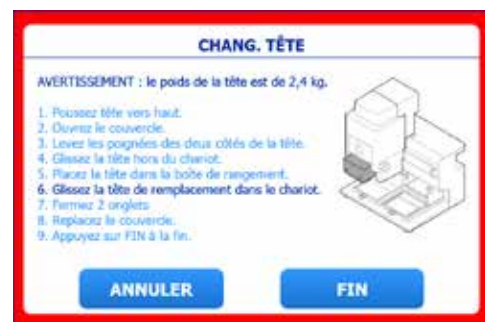 CHANG. TÊTE
AVERTISSEMENT : le poids de la tête est de 2,4 kg.
1. Poussez tête vers haut.
2. Ouvrez le couvercle.
3. Levez les poignées des deux côtés de la tête.
4. Glissez la tête hors du chariot.
5. Placez la tête dans la boîte de rangement.
6. Glissez la tête de remplacement dans le chariot.
7. Fermez 2 onglets
8. Replacez le couvercle.
9. Appuyez sur FIN à la fin.
ANNULER
FIN